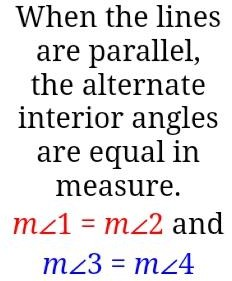 When the lines
are parallel,
the alternate
interior angles
are equal in
measure.
m∠1 = m∠2 and
m∠3 = m∠4